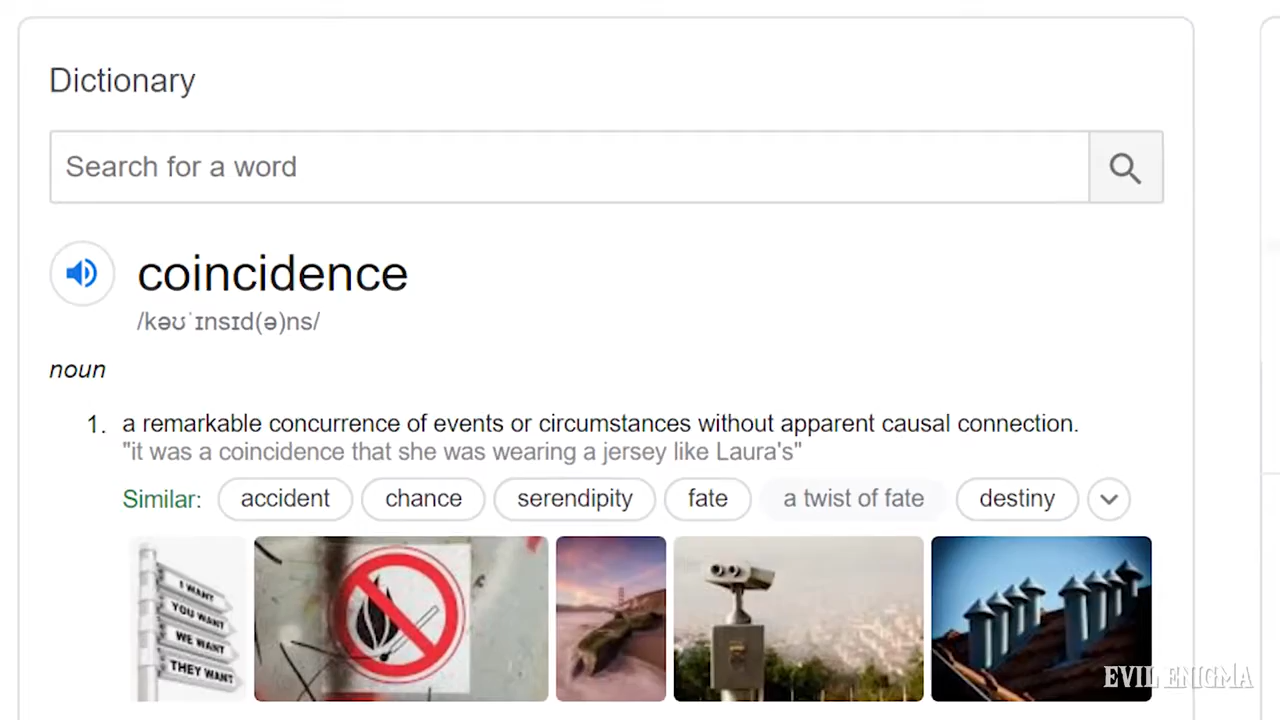 Dictionary
Search for a word
coincidence
/kəʊˈɪnsɪd(ə)ns/
noun
1. a remarkable concurrence of events or circumstances without apparent causal connection.
"it was a coincidence that she was wearing a jersey like Laura's"
Similar: accident chance serendipity fate a twist of fate destiny
I WANT
YOU WANT
WE WANT
THEY WANT
EVIL ENIGMA